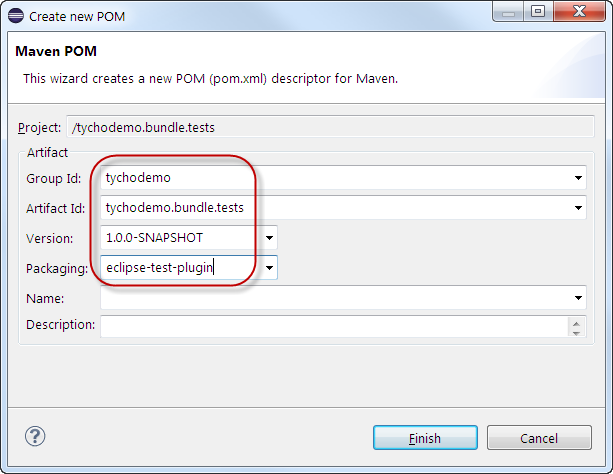 Create new POM
Maven POM
This wizard creates a new POM (pom.xml) descriptor for Maven.
Project: /tychodemo.bundle.tests
Artifact
Group Id: tychodemo
Artifact Id: tychodemo.bundle.tests
Version: 1.0.0-SNAPSHOT
Packaging: eclipse-test-plugin
Name:
Description:
?
Finish Cancel